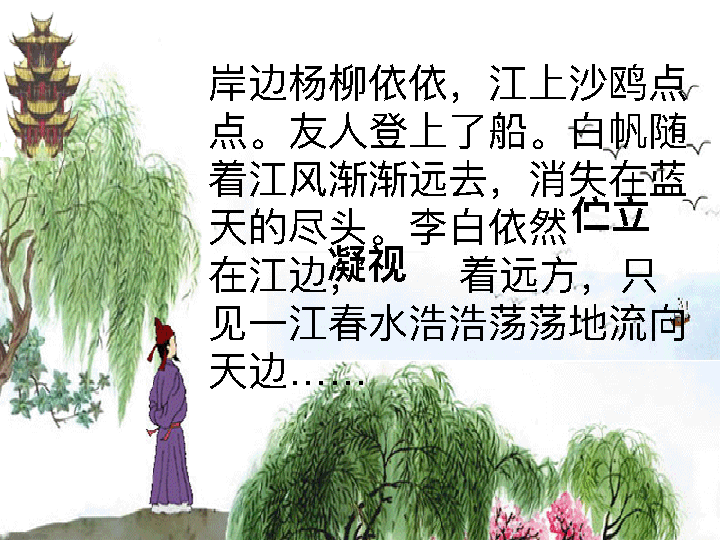 岸边杨柳依依，江上沙鸥点
点。友人登上了船。白帆随
着江风渐渐远去，消失在蓝
天的尽头。李白依然伫立
在江边，凝视着远方，只
见一江春水浩浩荡荡地流向
天边……